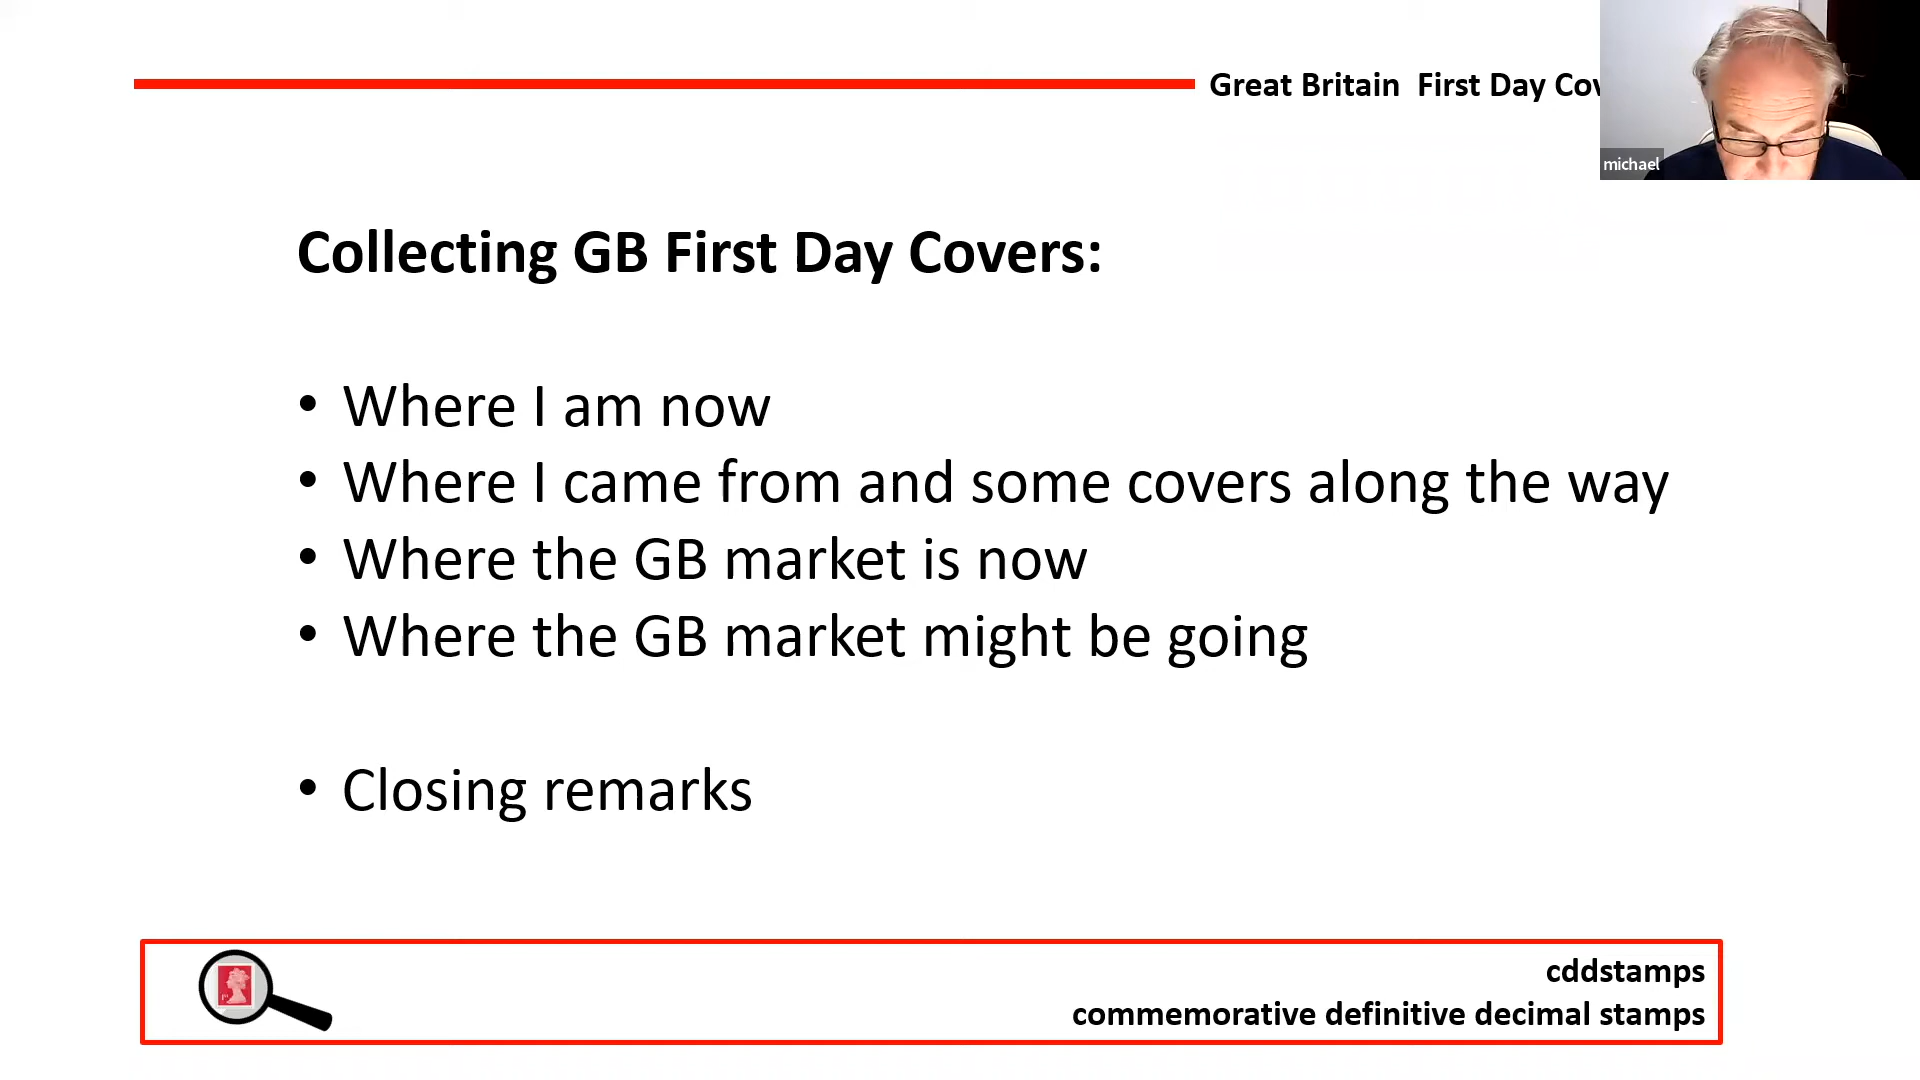 Great Britain First Day
michael
Collecting GB First Day Covers:
• Where I am now
• Where I came from and some covers along the way
• Where the GB market is now
• Where the GB market might be going
• Closing remarks
cddstamps
commemorative definitive decimal stamps